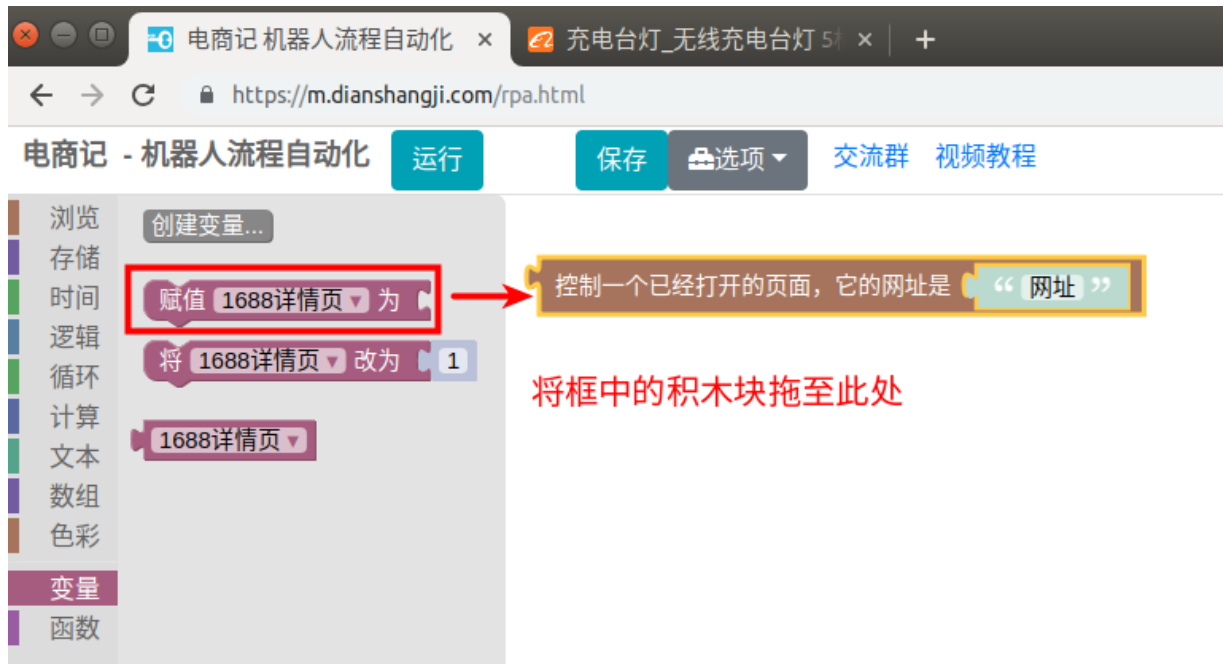 电商记 机器人流程自动化
充电台灯_无线充电台灯
https://m.dianshangji.com/rpa.html
电商记 - 机器人流程自动化 运行 保存 选项 交流群 视频教程
浏览
存储
时间
逻辑
循环
计算
文本
数组
色彩
变量
函数
创建变量...
赋值 1688详情页 为
将 1688详情页 改为 1
1688详情页
控制一个已经打开的页面，它的网址是 “ 网址 ”
将框中的积木块拖至此处